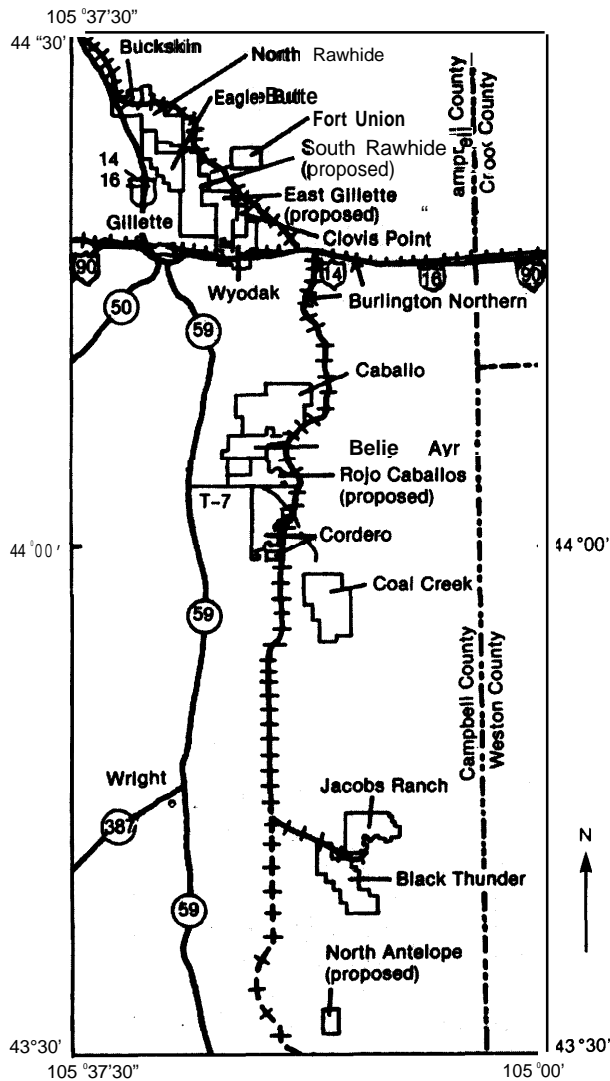 105 °37'30"
44 "30'
Buckskin
North Rawhide
Eagle Butte
Fort Union
South Rawhide
(proposed)
14
16
East Gillette
(proposed)
“
Gillette
Clovis Point
ampbell County
Crook County
90
14
16
90
Wyodak
Burlington Northern
50
59
Caballo
Belie Ayr
Rojo Caballos
(proposed)
T-7
Cordero
44 °00'
44 °00'
Coal Creek
59
Campbell County
Weston County
Wright
Jacobs Ranch
387
N
Black Thunder
59
North Antelope
(proposed)
43°30'
43 °30'
105 °37'30"
105 °00'